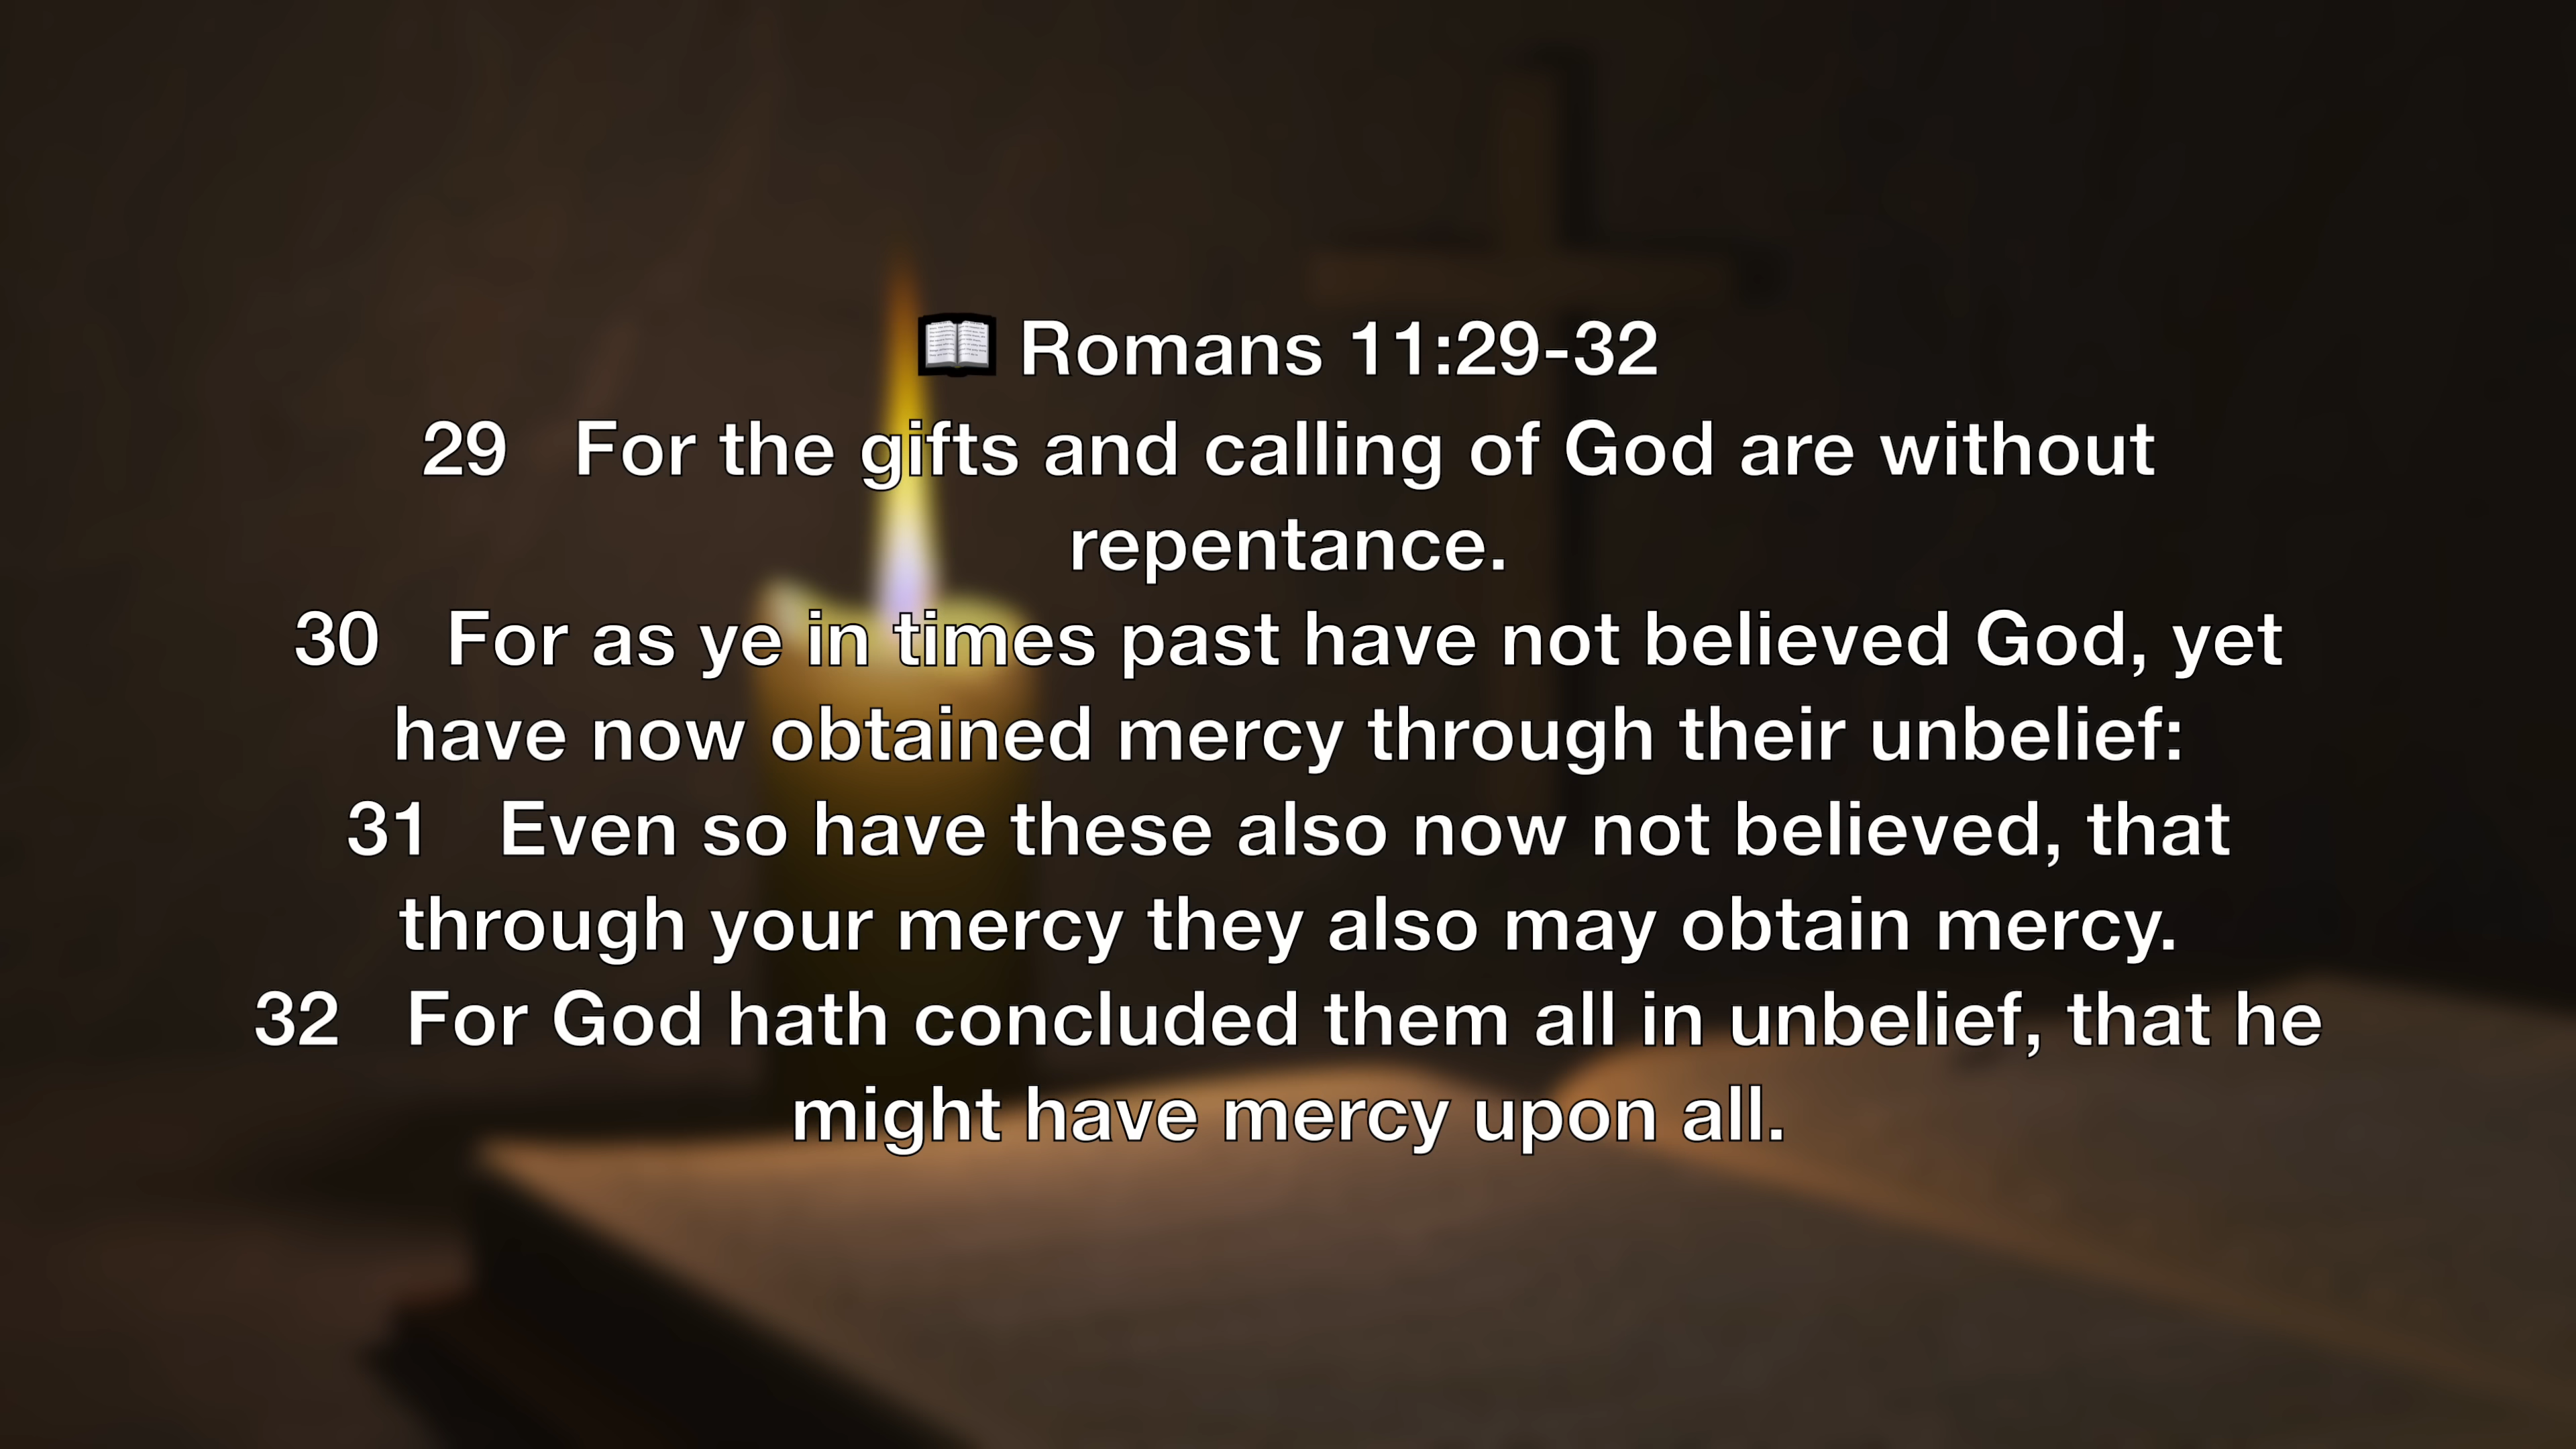 📖 Romans 11:29-32
29 For the gifts and calling of God are without
repentance.
30 For as ye in times past have not believed God, yet
have now obtained mercy through their unbelief:
31 Even so have these also now not believed, that
through your mercy they also may obtain mercy.
32 For God hath concluded them all in unbelief, that he
might have mercy upon all.